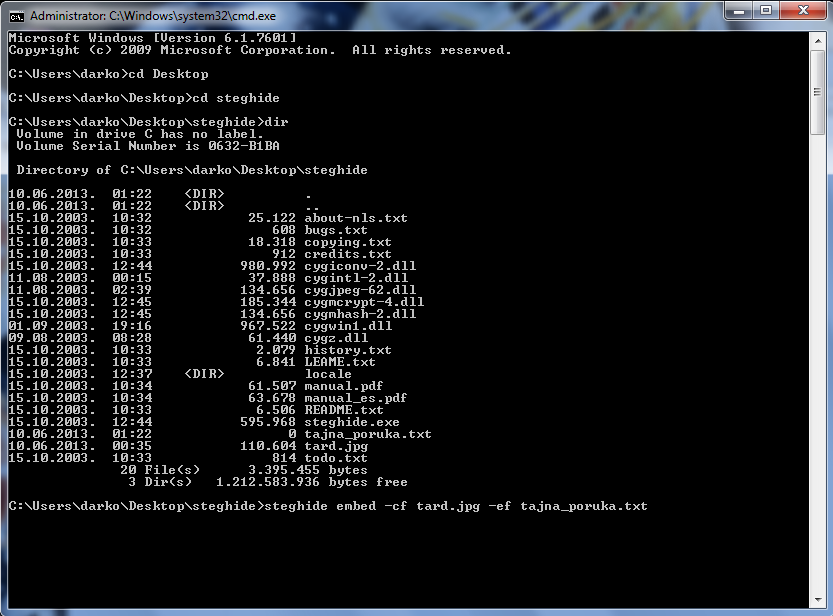 Administrator: C:\Windows\system32\cmd.exe
Microsoft Windows [Version 6.1.7601]
Copyright (c) 2009 Microsoft Corporation.  All rights reserved.
C:\Users\darko>cd Desktop
C:\Users\darko\Desktop>cd steghide
C:\Users\darko\Desktop\steghide>dir
 Volume in drive C has no label.
 Volume Serial Number is 0632-B1BA
 Directory of C:\Users\darko\Desktop\steghide
10.06.2013.  01:22    <DIR>          .
10.06.2013.  01:22    <DIR>          ..
15.10.2003.  10:32            25.122 about-nls.txt
15.10.2003.  10:32               608 bugs.txt
15.10.2003.  10:33            18.318 copying.txt
15.10.2003.  10:33               912 credits.txt
15.10.2003.  12:44           980.992 cygiconv-2.dll
11.08.2003.  00:15            37.888 cygintl-2.dll
11.08.2003.  02:39           134.656 cygjpeg-62.dll
15.10.2003.  12:45           185.344 cygmcrypt-4.dll
15.10.2003.  12:45           134.656 cygmhash-2.dll
01.09.2003.  19:16           967.522 cygwin1.dll
09.08.2003.  08:28            61.440 cygz.dll
15.10.2003.  10:33             2.079 history.txt
15.10.2003.  10:33             6.841 LEAME.txt
15.10.2003.  12:37    <DIR>          locale
15.10.2003.  10:34            61.507 manual.pdf
15.10.2003.  10:34            63.678 manual_es.pdf
15.10.2003.  10:33             6.506 README.txt
15.10.2003.  12:44           595.968 steghide.exe
10.06.2013.  01:22                 0 tajna_poruka.txt
10.06.2013.  00:35           110.604 tard.jpg
15.10.2003.  10:33               814 todo.txt
              20 File(s)      3.395.455 bytes
               3 Dir(s)   1.212.583.936 bytes free
C:\Users\darko\Desktop\steghide>steghide embed -cf tard.jpg -ef tajna_poruka.txt